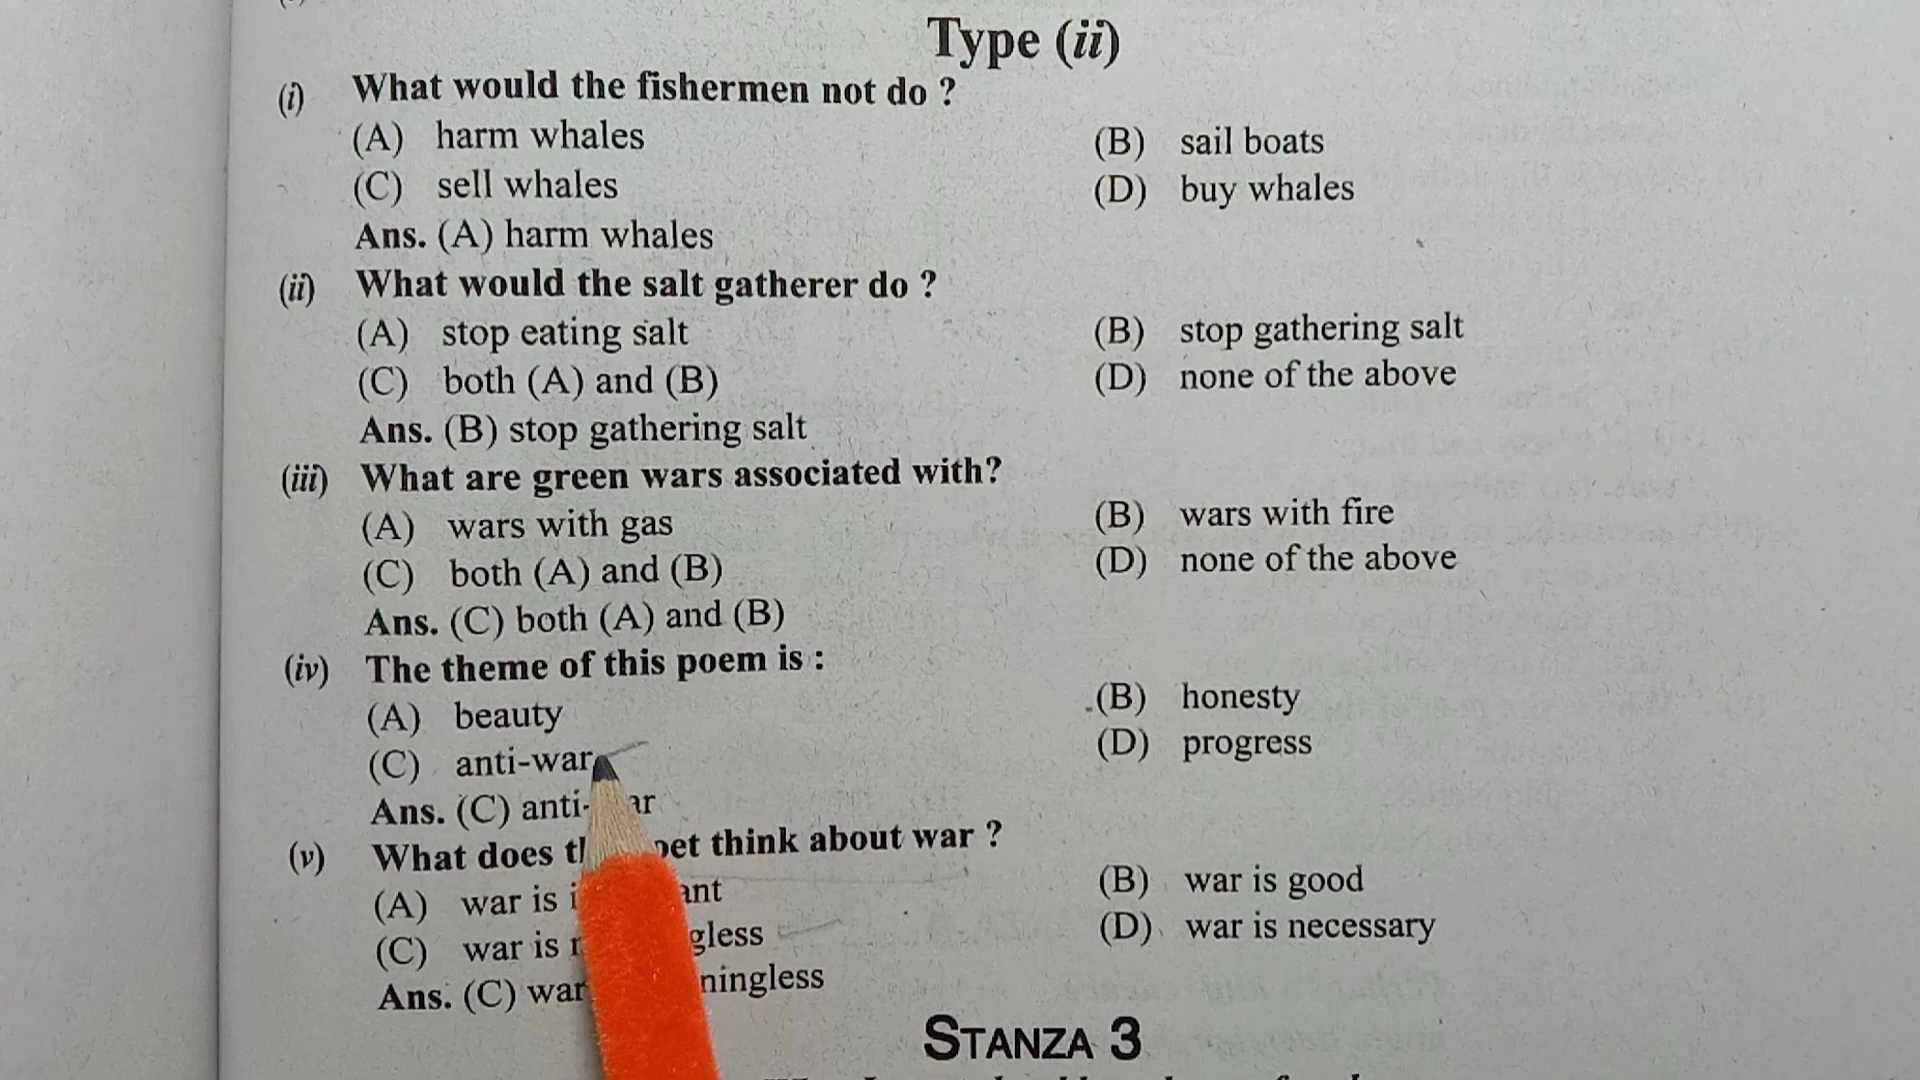 Type (ii)
(i) What would the fishermen not do ?
(A) harm whales (B) sail boats
(C) sell whales (D) buy whales
Ans. (A) harm whales
(ii) What would the salt gatherer do ?
(A) stop eating salt (B) stop gathering salt
(C) both (A) and (B) (D) none of the above
Ans. (B) stop gathering salt
(iii) What are green wars associated with?
(A) wars with gas (B) wars with fire
(C) both (A) and (B) (D) none of the above
Ans. (C) both (A) and (B)
(iv) The theme of this poem is :
(A) beauty (B) honesty
(C) anti-war (D) progress
Ans. (C) anti-
(v) What does think about war ?
(A) war is (B) war is good
(C) war is (D) war is necessary
Ans. (C) war
STANZA 3